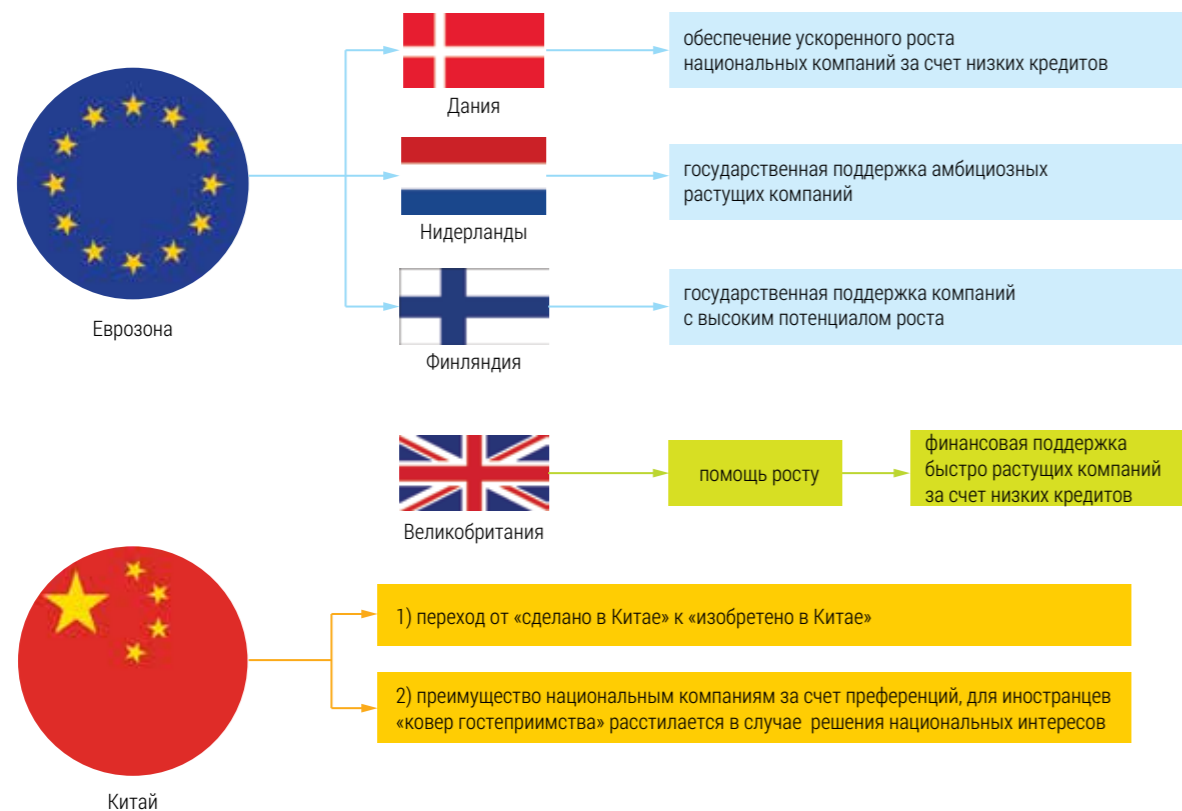 Дания
обеспечение ускоренного роста
национальных компаний за счет низких кредитов
Нидерланды
государственная поддержка амбициозных
растущих компаний
Еврозона
Финляндия
государственная поддержка компаний
с высоким потенциалом роста
Великобритания
помощь росту
финансовая поддержка
быстро растущих компаний
за счет низких кредитов
Китай
1) переход от «сделано в Китае» к «изобретено в Китае»
2) преимущество национальным компаниям за счет преференций, для иностранцев
«ковер гостеприимства» расстилается в случае решения национальных интересов